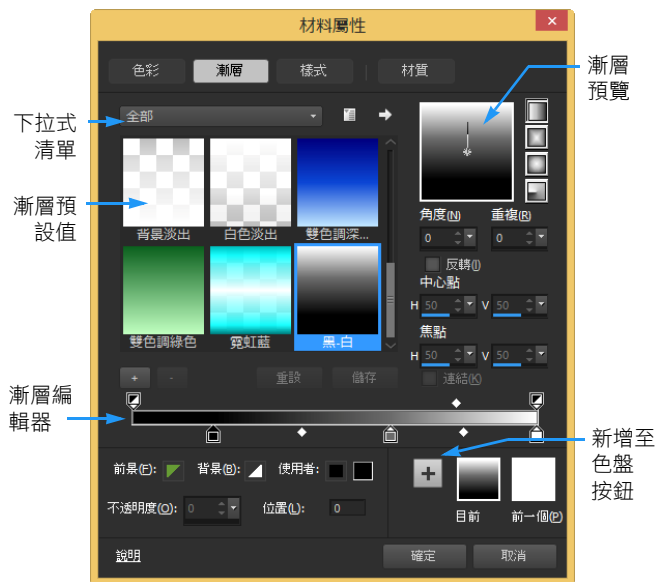 材料屬性
色彩
漸層
樣式
材質
全部
背景淡出
白色淡出
雙色調深...
雙色調綠色
霓虹藍
黑-白
角度(N)
重複(R)
0
0
反轉(I)
中心點
H 50
V 50
焦點
H 50
V 50
連結(K)
+
-
重設
儲存
前景(F):
背景(B):
使用者:
不透明度(O): 0
位置(L): 0
目前
前一個(P)
說明
確定
取消
下拉式
清單
漸層預
設值
漸層編
輯器
漸層
預覽
新增至
色盤
按鈕